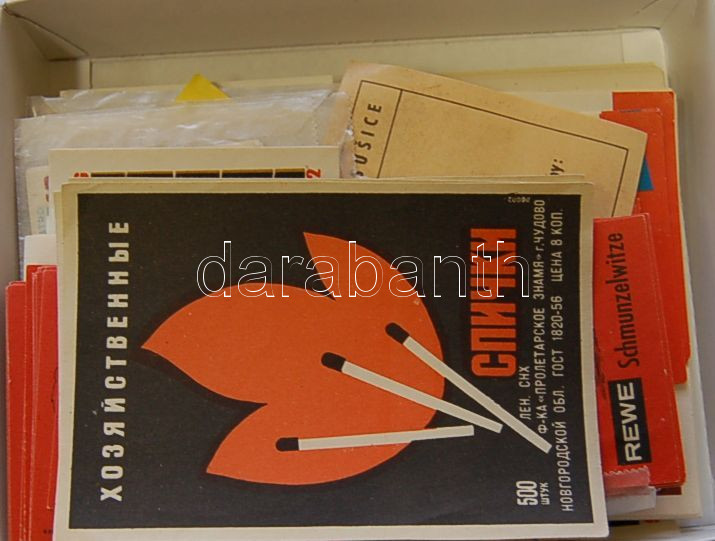 ХОЗЯЙСТВЕННЫЕ
СПИЧКИ
ЛЕН. СНХ
Ф-КА «ПРОЛЕТАРСКОЕ ЗНАМЯ» г. ЧУДОВО
НОВГОРОДСКОЙ ОБЛ. ГОСТ 1820-56 ЦЕНА 8 КОП.
500
ШТУК
SUŠICE
REWE Schmunzelwitze
darabanth